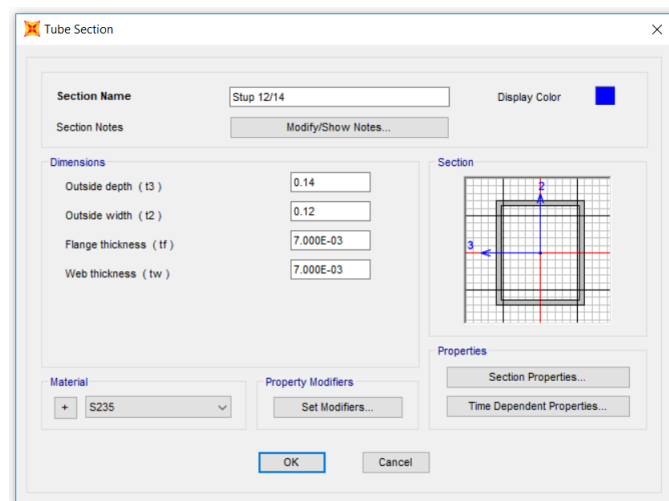 Tube Section
Section Name
Stup 12/14
Display Color
Section Notes
Modify/Show Notes...
Dimensions
Outside depth ( t3 )
0.14
Outside width ( t2 )
0.12
Flange thickness ( tf )
7.000E-03
Web thickness ( tw )
7.000E-03
Section
2
3
Properties
Section Properties...
Time Dependent Properties...
Material
+
S235
Property Modifiers
Set Modifiers...
OK
Cancel